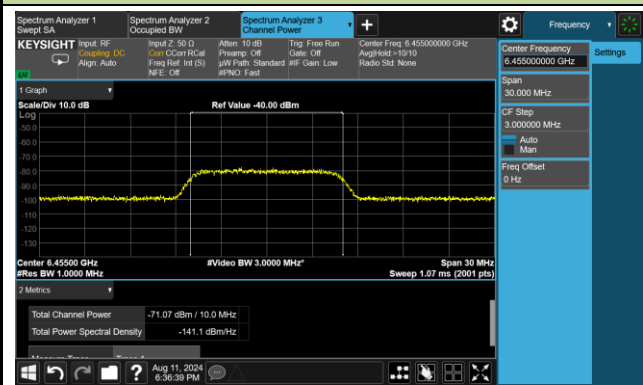 Spectrum Analyzer 1
Swept SA
Spectrum Analyzer 2
Occupied BW
Spectrum Analyzer 3
Channel Power
Frequency
KEYSIGHT
Input: RF
Coupling: DC
Align: Auto
Input Z: 50 Ω
Corr CCorr RCal
Freq Ref: Int (S)
NFE: Off
Atten: 10 dB
Preamp: Off
µW Path: Standard
#PNO: Fast
Trig: Free Run
Gate: Off
#IF Gain: Low
Center Freq: 6.455000000 GHz
Avg|Hold:>10/10
Radio Std: None
Center Frequency
6.455000000 GHz
Settings
Span
30.000 MHz
CF Step
3.000000 MHz
Auto
Man
Freq Offset
0 Hz
1 Graph
Scale/Div 10.0 dB
Ref Value -40.00 dBm
Log
-50.0
-60.0
-70.0
-80.0
-90.0
-100
-110
-120
-130
Center 6.45500 GHz
#Video BW 3.0000 MHz*
Span 30 MHz
#Res BW 1.0000 MHz
Sweep 1.07 ms (2001 pts)
2 Metrics
Total Channel Power -71.07 dBm / 10.0 MHz
Total Power Spectral Density -141.1 dBm/Hz
Aug 11, 2024
6:36:39 PM